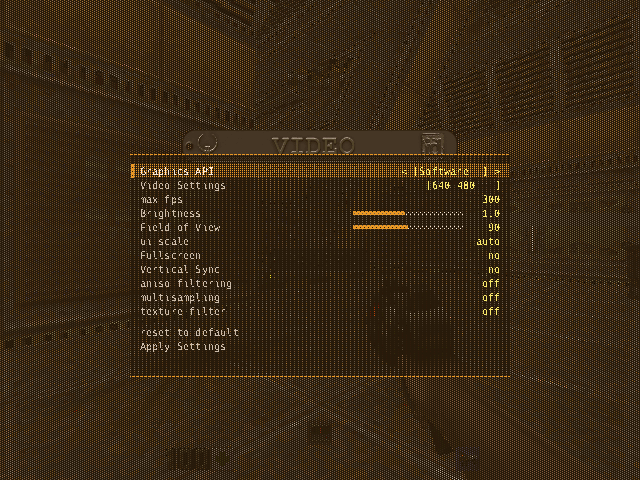 VIDEO
Graphics API < [Software ] >
Video Settings [640 480 ]
max fps 300
Brightness 1.0
Field of View 90
ui scale auto
Fullscreen no
Vertical Sync no
aniso filtering off
multisampling off
texture filter off
reset to default
Apply Settings